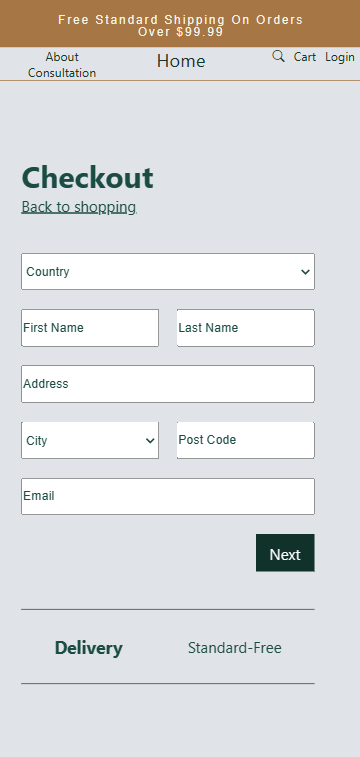 Free Standard Shipping On Orders
Over $99.99
About Home Cart Login
Consultation
Checkout
Back to shopping
Country
First Name Last Name
Address
City Post Code
Email
Next
Delivery Standard-Free